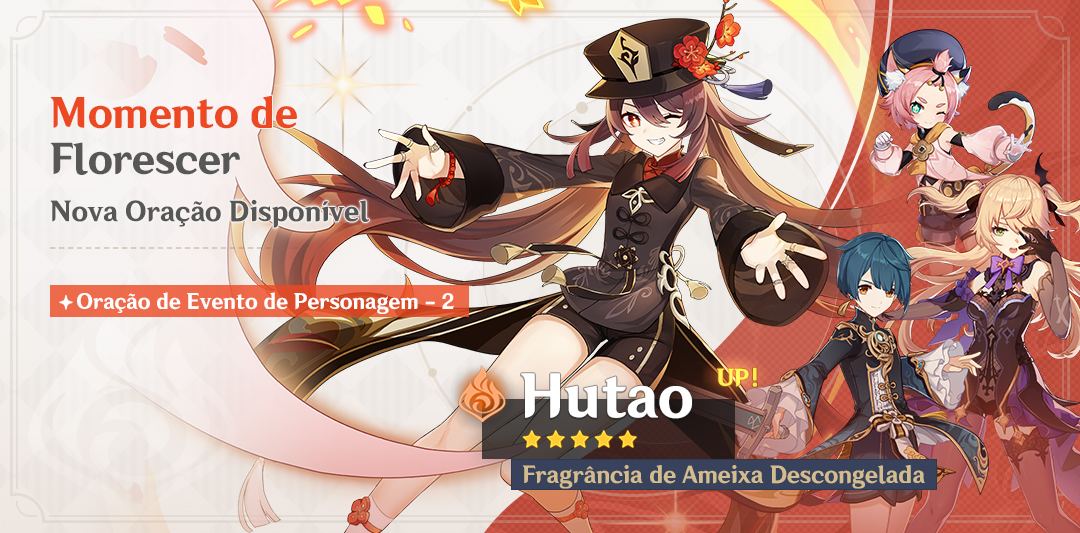 Momento de
Florescer
Nova Oração Disponível
Oração de Evento de Personagem - 2
UP!
Hutao
Fragrância de Ameixa Descongelada